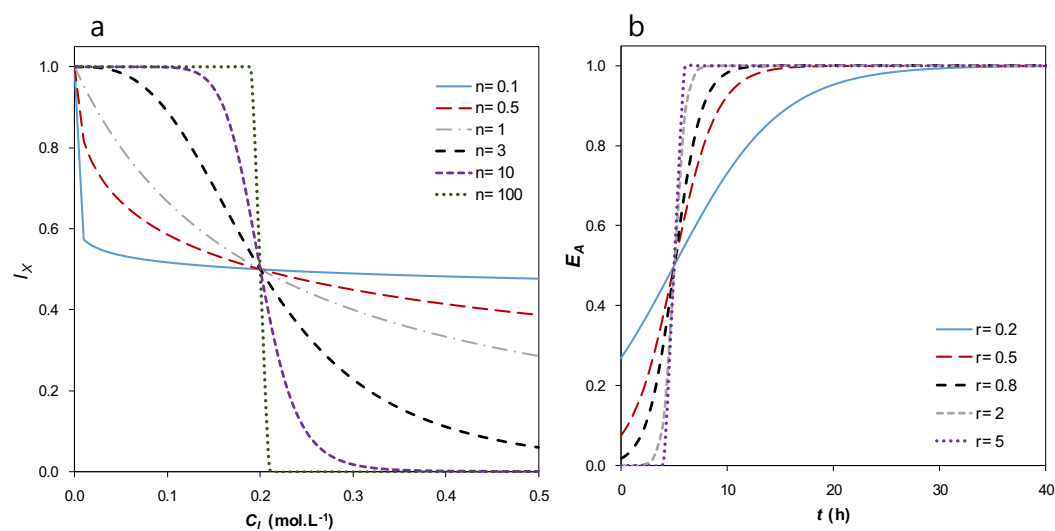 a
1.0
0.8
0.6
0.4
0.2
0.0
I_X
0.0 0.1 0.2 0.3 0.4 0.5
C_I (mol.L⁻¹)
n= 0.1
n= 0.5
n= 1
n= 3
n= 10
n= 100
b
1.0
0.8
0.6
0.4
0.2
0.0
E_A
0 10 20 30 40
t (h)
r= 0.2
r= 0.5
r= 0.8
r= 2
r= 5